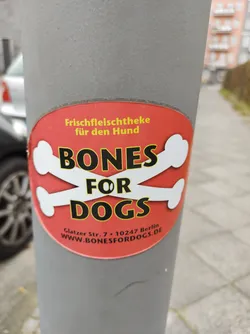 Frischfleischtheke
für den Hund
BONES
FOR
DOGS
Glatzer Str. 7 • 10247 Berlin
WWW.BONESFORDOGS.DE